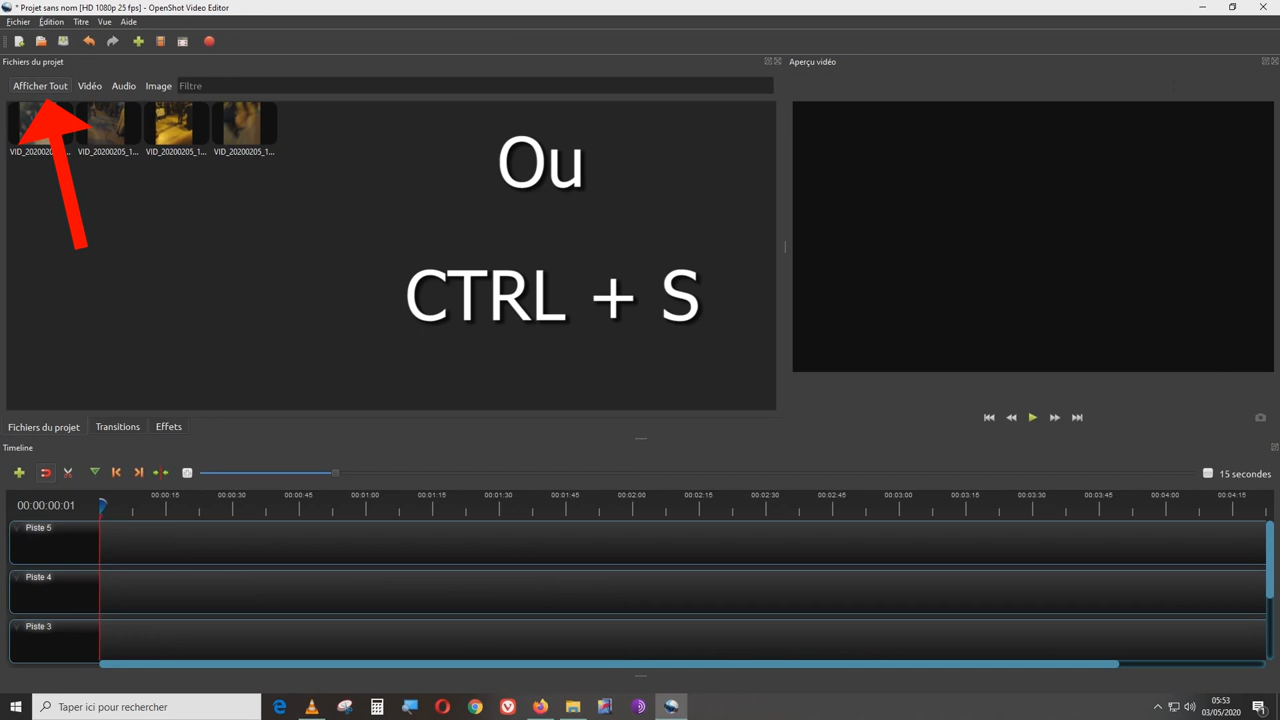 * Projet sans nom [HD 1080p 25 fps] - OpenShot Video Editor
Fichier Édition Titre Vue Aide
Fichiers du projet
Aperçu vidéo
Afficher Tout Vidéo Audio Image Filtre
VID_20200205_1... VID_20200205_1... VID_20200205_1...
Ou
CTRL + S
Fichiers du projet Transitions Effets
Timeline
15 secondes
00:00:00:01
00:00:15 00:00:30 00:00:45 00:01:00 00:01:15 00:01:30 00:01:45 00:02:00 00:02:15 00:02:30 00:02:45 00:03:00 00:03:15 00:03:30 00:03:45 00:04:00 00:04:15
Piste 5
Piste 4
Piste 3
Taper ici pour rechercher
05:53
03/05/2020